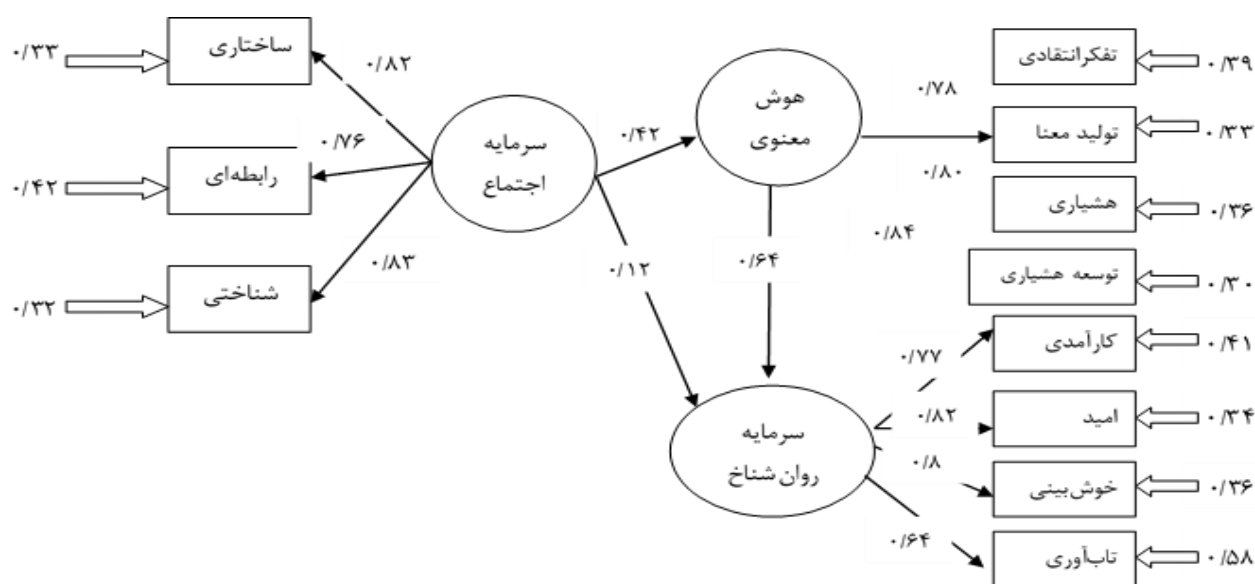 ساختاری
۰/۳۳
۰/۸۲
رابطه‌ای
۰/۴۲
۰/۷۶
شناختی
۰/۳۲
۰/۸۳
سرمایه
اجتماع
۰/۴۲
۰/۱۲
هوش
معنوی
۰/۶۴
سرمایه
روان شناخ
۰/۷۸
۰/۸۰
۰/۸۴
۰/۷۷
۰/۸۲
۰/۸
۰/۶۴
تفکرانتقادی
۰/۳۹
تولید معنا
۰/۳۳
هشیاری
۰/۳۶
توسعه هشیاری
۰/۳۰
کارآمدی
۰/۴۱
امید
۰/۳۴
خوش‌بینی
۰/۳۶
تاب‌آوری
۰/۵۸